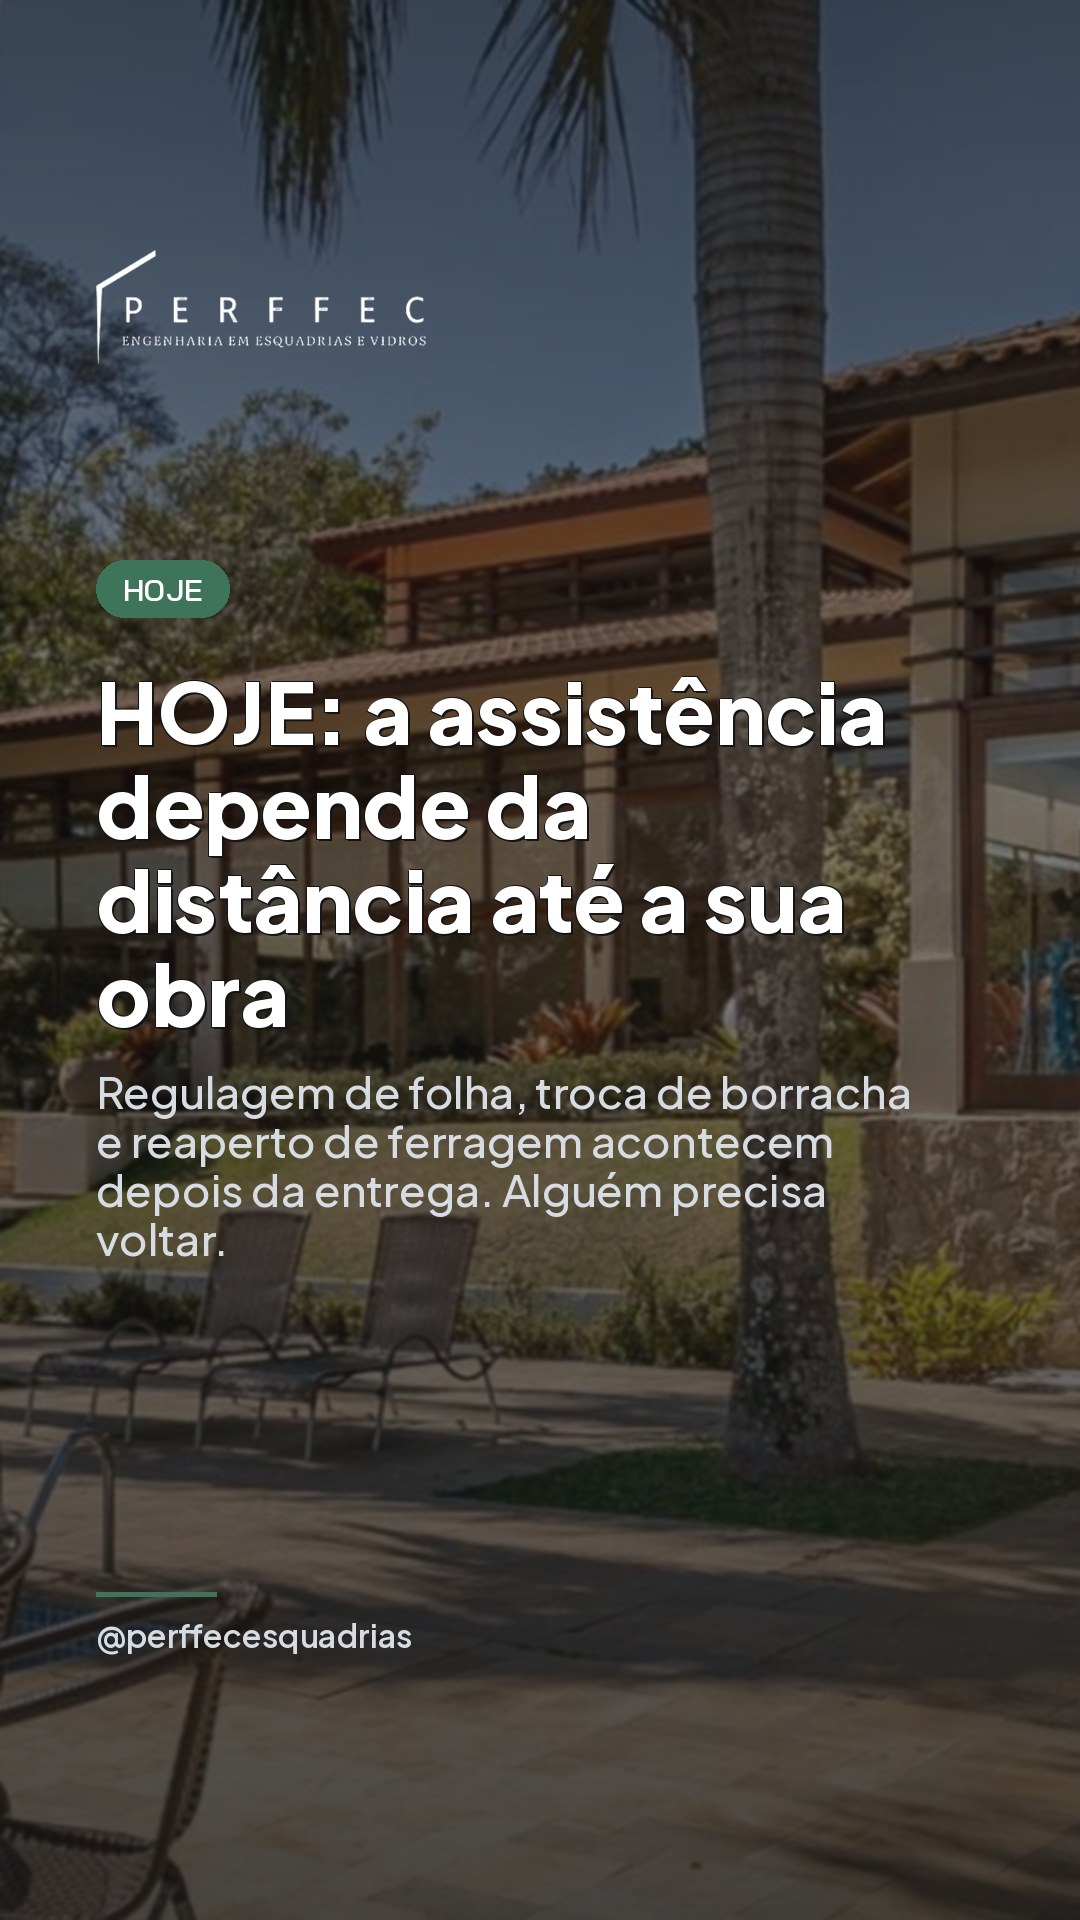 PERFFEC
ENGENHARIA EM ESQUADRIAS E VIDROS
HOJE
HOJE: a assistência
depende da
distância até a sua
obra
Regulagem de folha, troca de borracha
e reaperto de ferragem acontecem
depois da entrega. Alguém precisa
voltar.
@perffecesquadrias